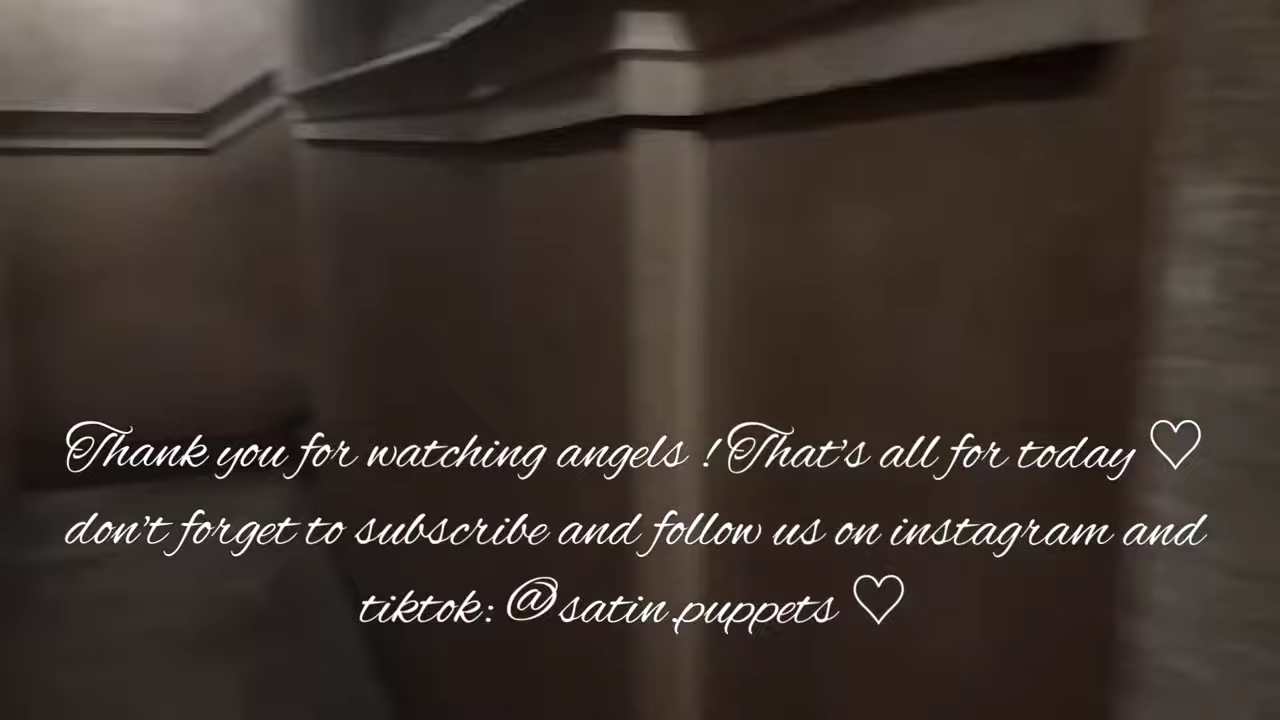 Thank you for watching angels ! That's all for today ♡
don't forget to subscribe and follow us on instagram and
tiktok: @satin.puppets ♡